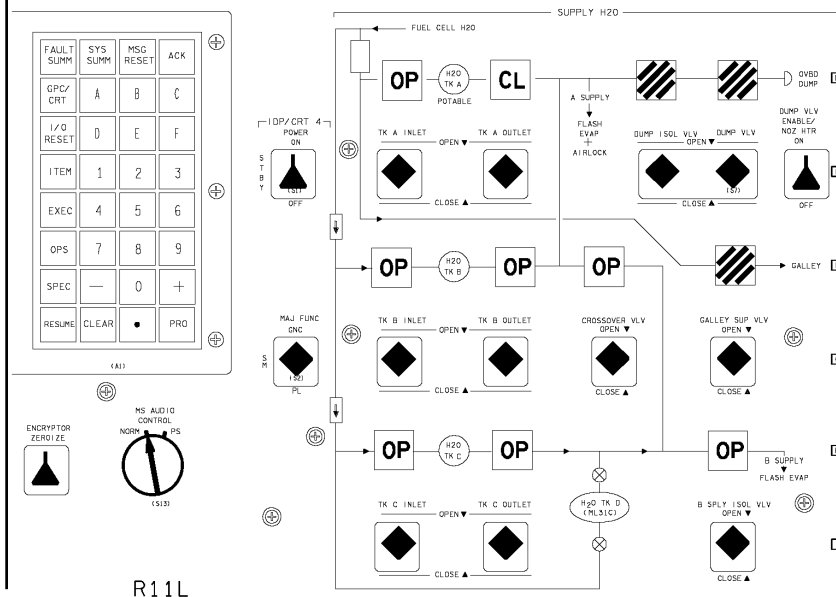 SUPPLY H2O
FUEL CELL H2O
FAULT SUMM
SYS SUMM
MSG RESET
ACK
GPC/ CRT
A
B
C
I/O RESET
D
E
F
ITEM
1
2
3
EXEC
4
5
6
OPS
7
8
9
SPEC
—
0
+
RESUME
CLEAR
•
PRO
(A1)
IDP/CRT 4
POWER
ON
STBY
(S1)
OFF
MAJ FUNC
GNC
SM
(S2)
PL
ENCRYPTOR
ZEROIZE
MS AUDIO
CONTROL
NORM
PS
(S13)
R11L
OP
H2O
TK A
POTABLE
CL
A SUPPLY
FLASH
EVAP
+
AIRLOCK
OVBD
DUMP
TK A INLET
TK A OUTLET
OPEN ▼
CLOSE ▲
DUMP ISOL VLV
DUMP VLV
OPEN ▼
(S7)
CLOSE ▲
DUMP VLV
ENABLE/
NOZ HTR
ON
OFF
OP
H2O
TK B
OP
OP
GALLEY
TK B INLET
TK B OUTLET
OPEN ▼
CLOSE ▲
CROSSOVER VLV
OPEN ▼
CLOSE ▲
GALLEY SUP VLV
OPEN ▼
CLOSE ▲
OP
H2O
TK C
OP
OP
B SUPPLY
FLASH EVAP
H2O TK D
(ML31C)
TK C INLET
TK C OUTLET
OPEN ▼
CLOSE ▲
B SPLY ISOL VLV
OPEN ▼
CLOSE ▲